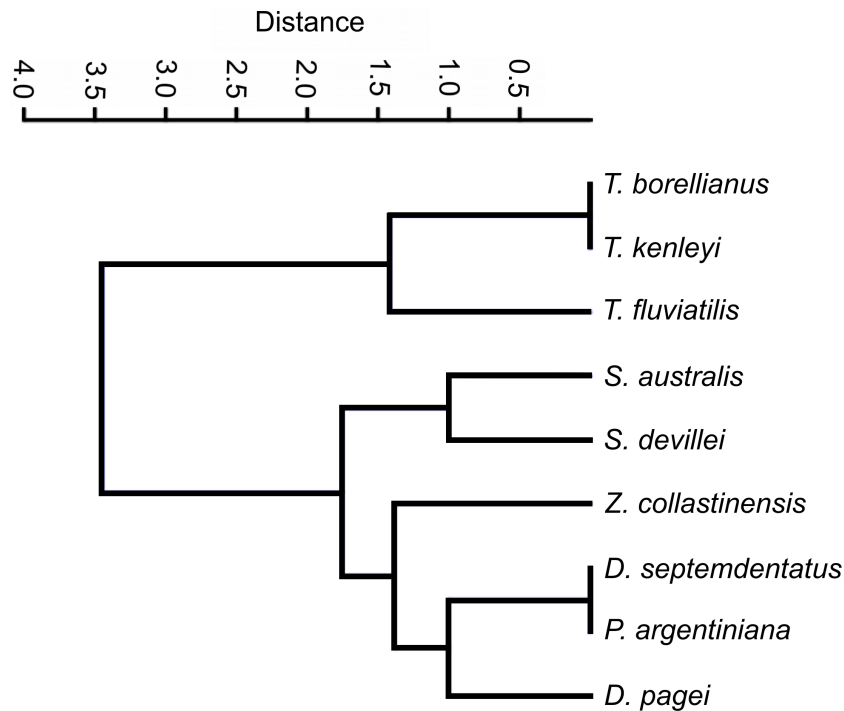 Distance
4.0 3.5 3.0 2.5 2.0 1.5 1.0 0.5
T. borellianus
T. kenleyi
T. fluviatilis
S. australis
S. devillei
Z. collastinensis
D. septemdentatus
P. argentiniana
D. pagei